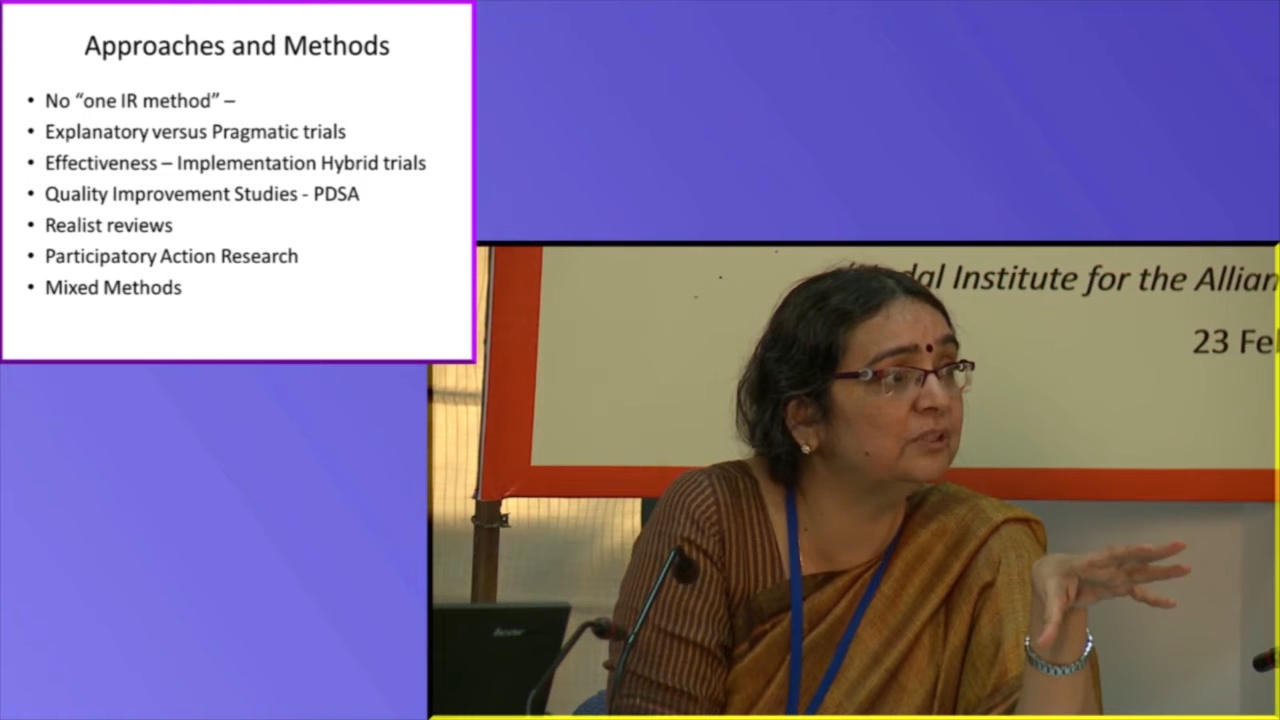 Approaches and Methods
• No “one IR method” –
• Explanatory versus Pragmatic trials
• Effectiveness – Implementation Hybrid trials
• Quality Improvement Studies - PDSA
• Realist reviews
• Participatory Action Research
• Mixed Methods
dal Institute for the Allian
23 Fe